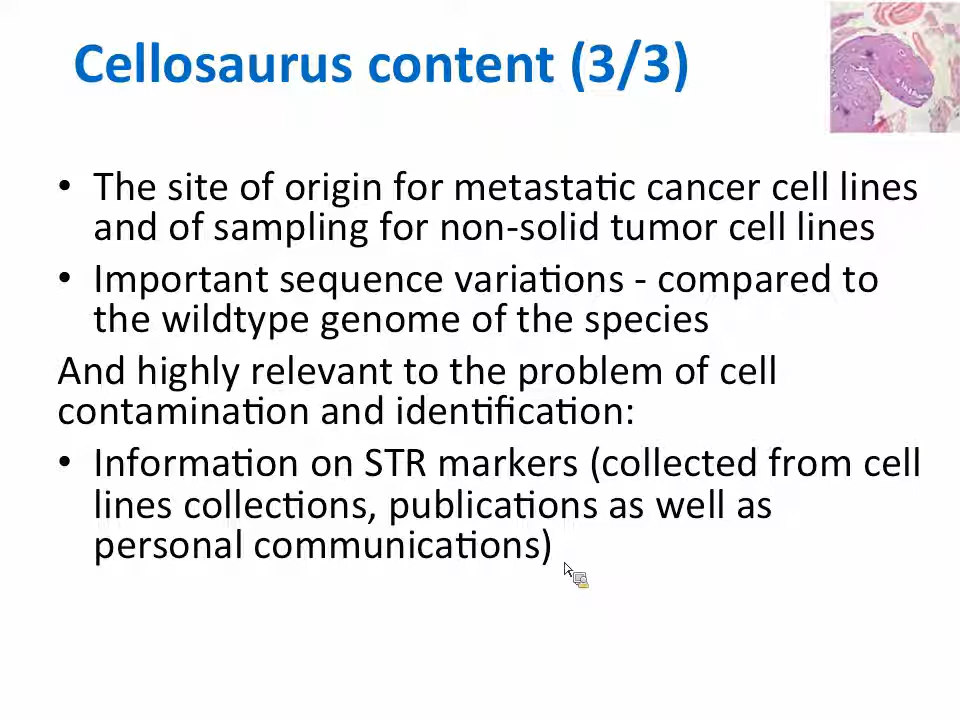 Cellosaurus content (3/3)
• The site of origin for metastatic cancer cell lines
and of sampling for non-solid tumor cell lines
• Important sequence variations - compared to
the wildtype genome of the species
And highly relevant to the problem of cell
contamination and identification:
• Information on STR markers (collected from cell
lines collections, publications as well as
personal communications)